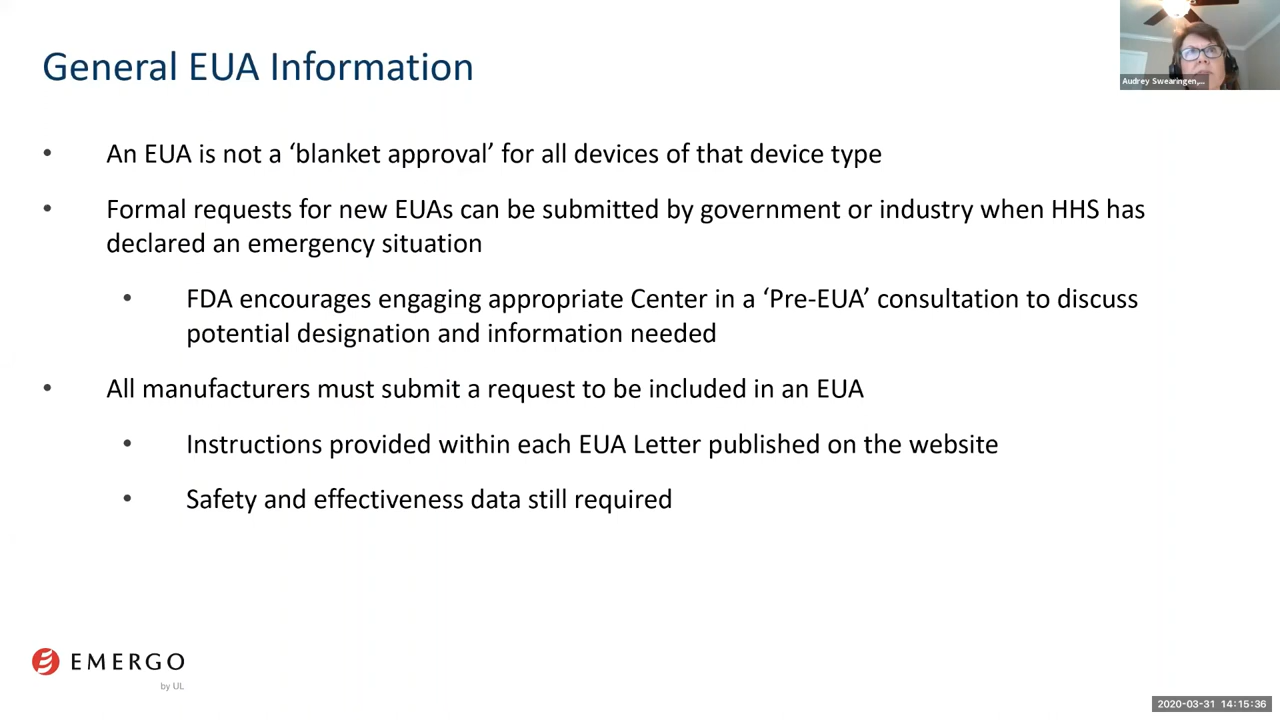 General EUA Information
Audrey Swearingen,...
• An EUA is not a ‘blanket approval’ for all devices of that device type
• Formal requests for new EUAs can be submitted by government or industry when HHS has
declared an emergency situation
• FDA encourages engaging appropriate Center in a ‘Pre-EUA’ consultation to discuss
potential designation and information needed
• All manufacturers must submit a request to be included in an EUA
• Instructions provided within each EUA Letter published on the website
• Safety and effectiveness data still required
EMERGO
by UL
2020-03-31 14:15:36